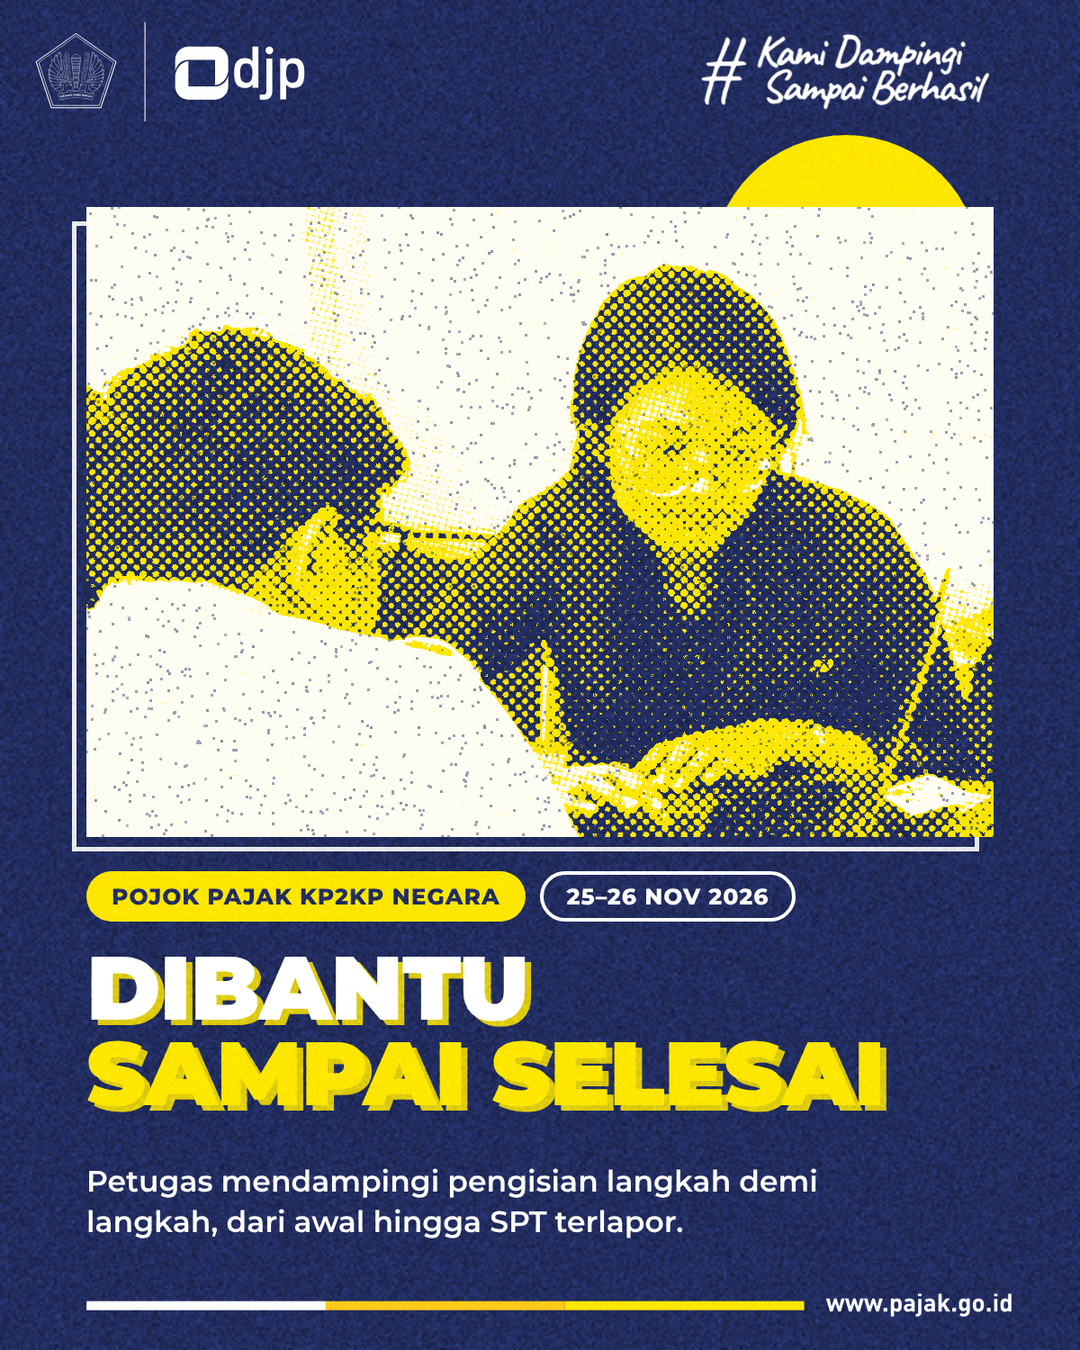 djp
# Kami Dampingi
Sampai Berhasil
POJOK PAJAK KP2KP NEGARA
25–26 NOV 2026
DIBANTU
SAMPAI SELESAI
Petugas mendampingi pengisian langkah demi
langkah, dari awal hingga SPT terlapor.
www.pajak.go.id